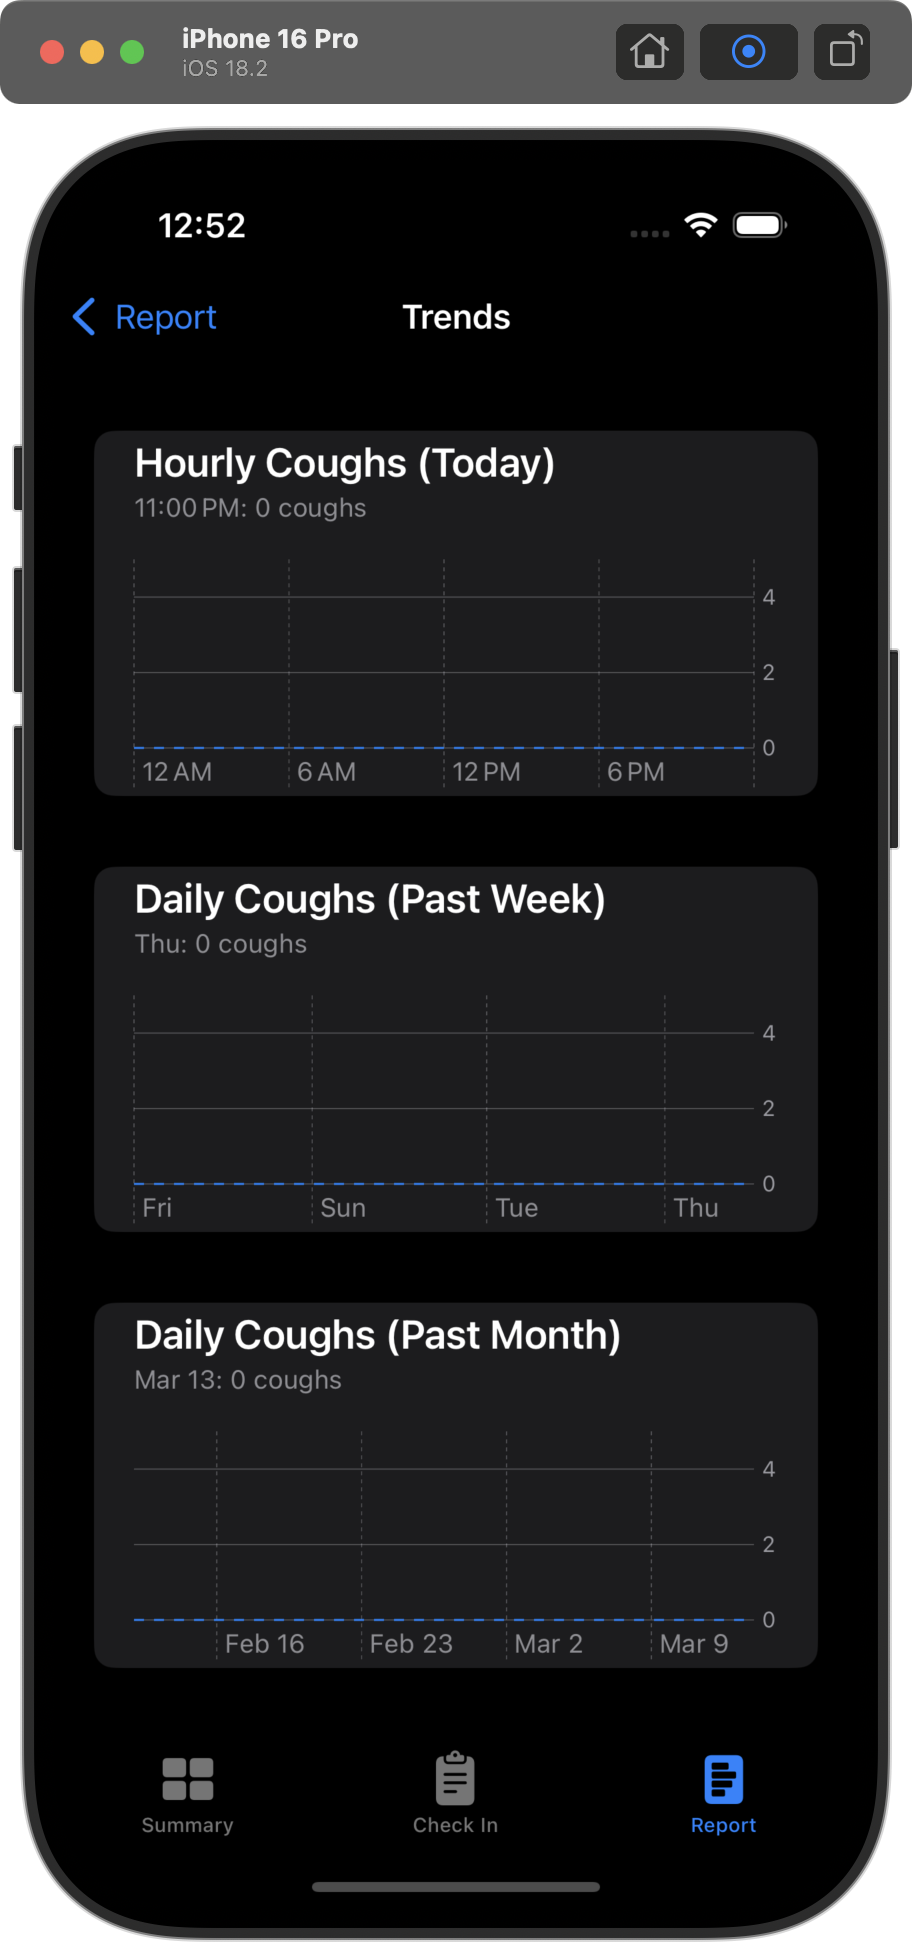 iPhone 16 Pro
iOS 18.2
12:52
Report
Trends
Hourly Coughs (Today)
11:00 PM: 0 coughs
4
2
0
12 AM 6 AM 12 PM 6 PM
Daily Coughs (Past Week)
Thu: 0 coughs
4
2
0
Fri Sun Tue Thu
Daily Coughs (Past Month)
Mar 13: 0 coughs
4
2
0
Feb 16 Feb 23 Mar 2 Mar 9
Summary Check In Report